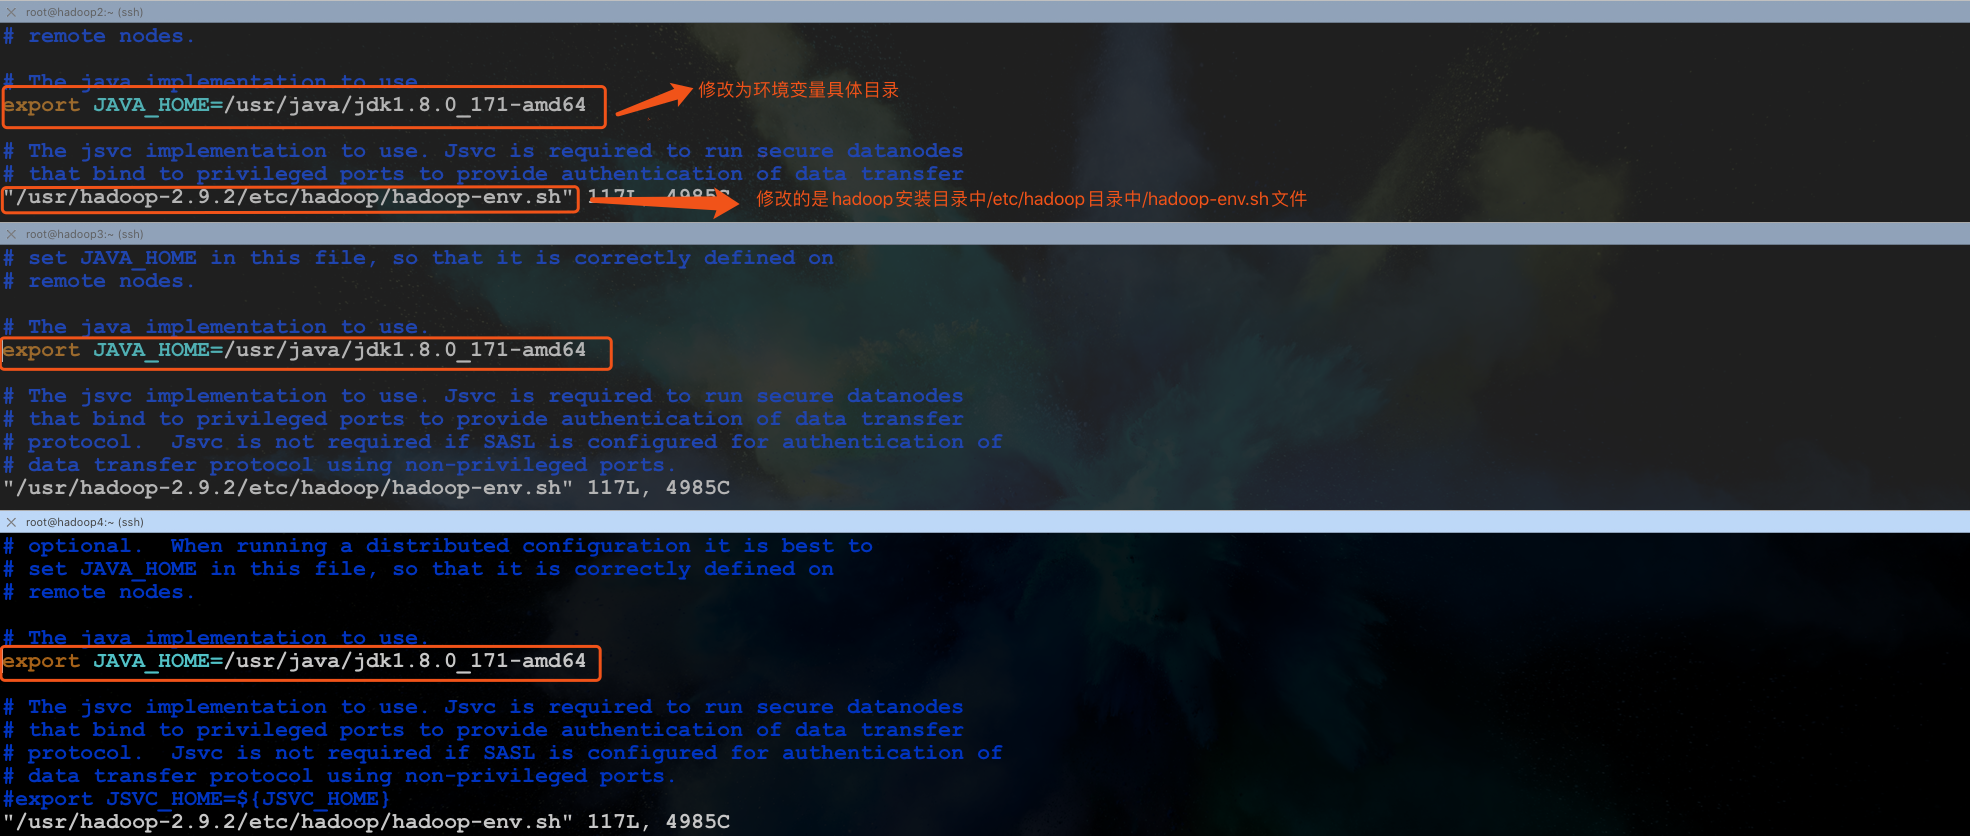 root@hadoop2:~ (ssh)
# remote nodes.
# The java implementation to use.
export JAVA_HOME=/usr/java/jdk1.8.0_171-amd64
修改为环境变量具体目录
# The jsvc implementation to use. Jsvc is required to run secure datanodes
# that bind to privileged ports to provide authentication of data transfer
"/usr/hadoop-2.9.2/etc/hadoop/hadoop-env.sh" 117L, 4985C
修改的是hadoop安装目录中/etc/hadoop目录中/hadoop-env.sh文件
root@hadoop3:~ (ssh)
# set JAVA_HOME in this file, so that it is correctly defined on
# remote nodes.
# The java implementation to use.
export JAVA_HOME=/usr/java/jdk1.8.0_171-amd64
# The jsvc implementation to use. Jsvc is required to run secure datanodes
# that bind to privileged ports to provide authentication of data transfer
# protocol.  Jsvc is not required if SASL is configured for authentication of
# data transfer protocol using non-privileged ports.
"/usr/hadoop-2.9.2/etc/hadoop/hadoop-env.sh" 117L, 4985C
root@hadoop4:~ (ssh)
# optional.  When running a distributed configuration it is best to
# set JAVA_HOME in this file, so that it is correctly defined on
# remote nodes.
# The java implementation to use.
export JAVA_HOME=/usr/java/jdk1.8.0_171-amd64
# The jsvc implementation to use. Jsvc is required to run secure datanodes
# that bind to privileged ports to provide authentication of data transfer
# protocol.  Jsvc is not required if SASL is configured for authentication of
# data transfer protocol using non-privileged ports.
#export JSVC_HOME=${JSVC_HOME}
"/usr/hadoop-2.9.2/etc/hadoop/hadoop-env.sh" 117L, 4985C